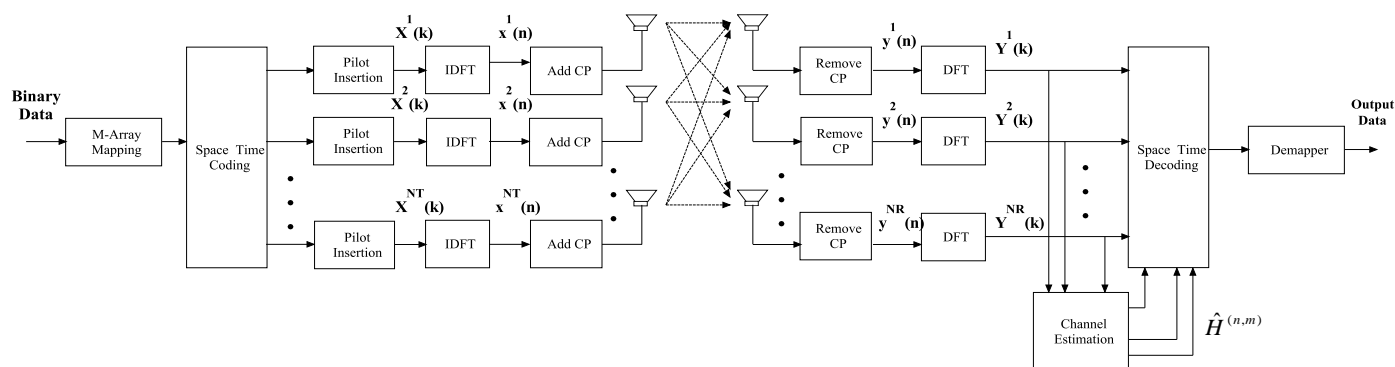 Binary
Data
M-Array
Mapping
Space Time
Coding
Pilot
Insertion
X^1(k)
IDFT
x^1(n)
Add CP
Remove
CP
y^1(n)
DFT
Y^1(k)
Pilot
Insertion
X^2(k)
IDFT
x^2(n)
Add CP
Remove
CP
y^2(n)
DFT
Y^2(k)
Pilot
Insertion
X^NT(k)
IDFT
x^NT(n)
Add CP
Remove
CP
y^NR(n)
DFT
Y^NR(k)
Space Time
Decoding
Demapper
Output
Data
Channel
Estimation
Ĥ^(n,m)